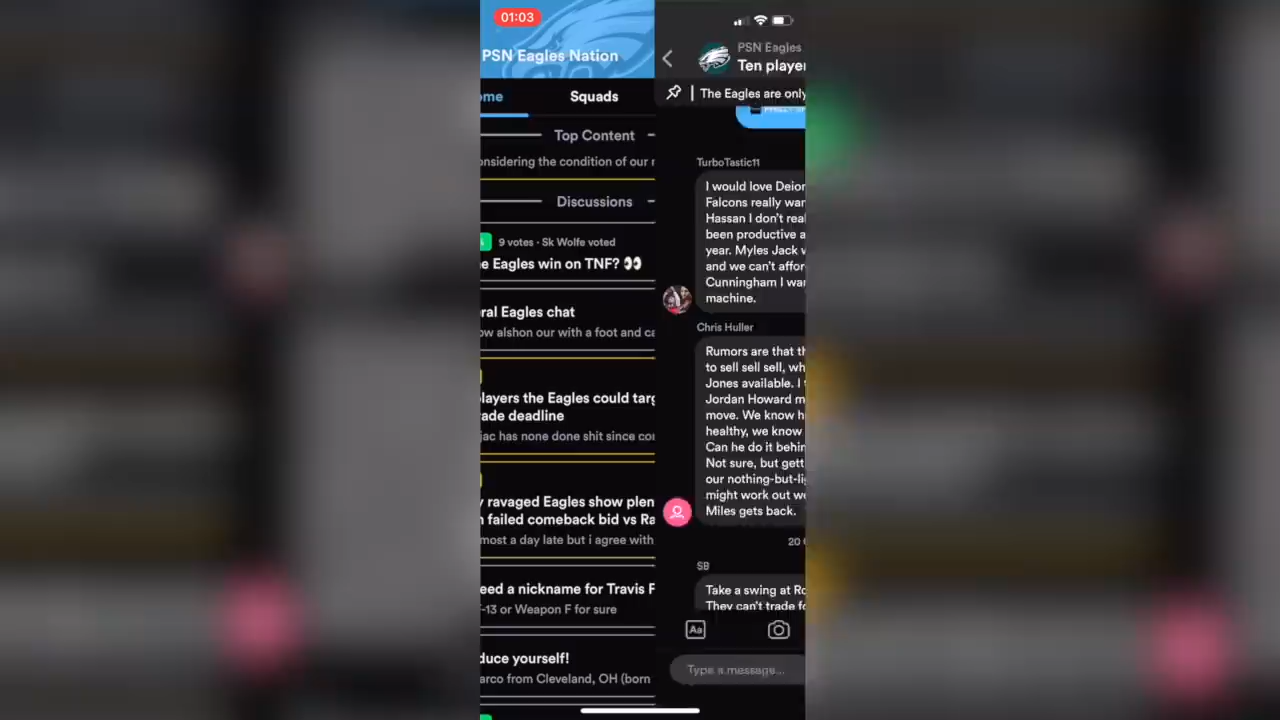 01:03
PSN Eagles Nation
ome
Squads
Top Content
onsidering the condition of our r
Discussions
9 votes · Sk Wolfe voted
e Eagles win on TNF? 👀
ral Eagles chat
ow alshon our with a foot and ca
layers the Eagles could targ
rade deadline
jac has none done shit since co
y ravaged Eagles show plen
n failed comeback bid vs Ra
most a day late but i agree with
eed a nickname for Travis F
F-13 or Weapon F for sure
duce yourself!
arco from Cleveland, OH (born
PSN Eagles
Ten player
The Eagles are only
TurboTastic11
I would love Deion
Falcons really wan
Hassan I don't real
been productive a
year. Myles Jack w
and we can't affor
Cunningham I wan
machine.
Chris Huller
Rumors are that th
to sell sell sell, wh
Jones available. I
Jordan Howard m
move. We know h
healthy, we know
Can he do it behin
Not sure, but gett
our nothing-but-li
might work out we
Miles gets back.
20
SB
Take a swing at Ro
They can't trade fo
Aa
Type a message...